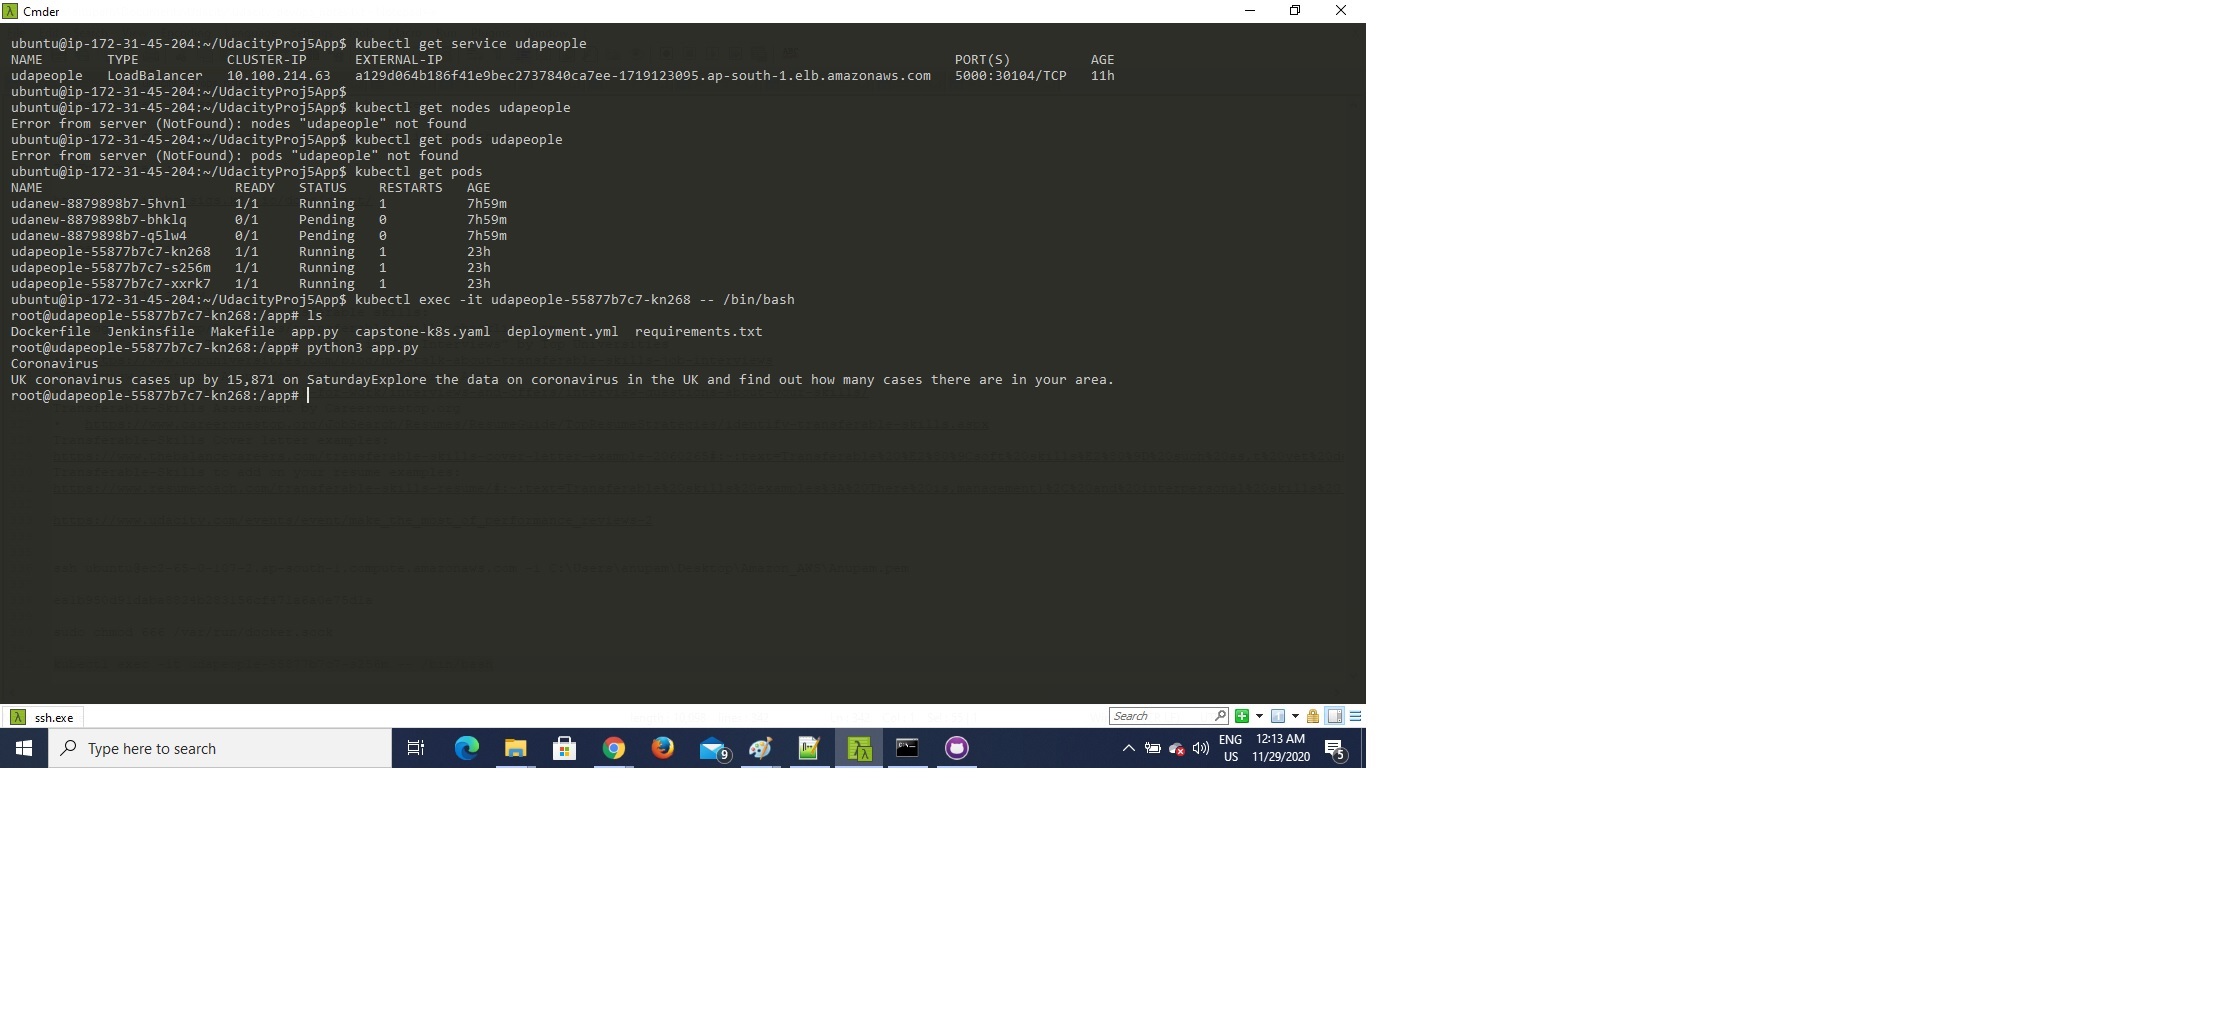 Cmder
ubuntu@ip-172-31-45-204:~/UdacityProj5App$ kubectl get service udapeople
NAME        TYPE           CLUSTER-IP      EXTERNAL-IP                                                                PORT(S)          AGE
udapeople   LoadBalancer   10.100.214.63   a129d064b186f41e9bec2737840ca7ee-1719123095.ap-south-1.elb.amazonaws.com   5000:30104/TCP   11h
ubuntu@ip-172-31-45-204:~/UdacityProj5App$
ubuntu@ip-172-31-45-204:~/UdacityProj5App$ kubectl get nodes udapeople
Error from server (NotFound): nodes "udapeople" not found
ubuntu@ip-172-31-45-204:~/UdacityProj5App$ kubectl get pods udapeople
Error from server (NotFound): pods "udapeople" not found
ubuntu@ip-172-31-45-204:~/UdacityProj5App$ kubectl get pods
NAME                        READY   STATUS    RESTARTS   AGE
udanew-8879898b7-5hvnl      1/1     Running   1          7h59m
udanew-8879898b7-bhklq      0/1     Pending   0          7h59m
udanew-8879898b7-q5lw4      0/1     Pending   0          7h59m
udapeople-55877b7c7-kn268   1/1     Running   1          23h
udapeople-55877b7c7-s256m   1/1     Running   1          23h
udapeople-55877b7c7-xxrk7   1/1     Running   1          23h
ubuntu@ip-172-31-45-204:~/UdacityProj5App$ kubectl exec -it udapeople-55877b7c7-kn268 -- /bin/bash
root@udapeople-55877b7c7-kn268:/app# ls
Dockerfile  Jenkinsfile  Makefile  app.py  capstone-k8s.yaml  deployment.yml  requirements.txt
root@udapeople-55877b7c7-kn268:/app# python3 app.py
Coronavirus
UK coronavirus cases up by 15,871 on SaturdayExplore the data on coronavirus in the UK and find out how many cases there are in your area.
root@udapeople-55877b7c7-kn268:/app#
ssh.exe
Search
Type here to search
9
ENG
US
12:13 AM
11/29/2020
5